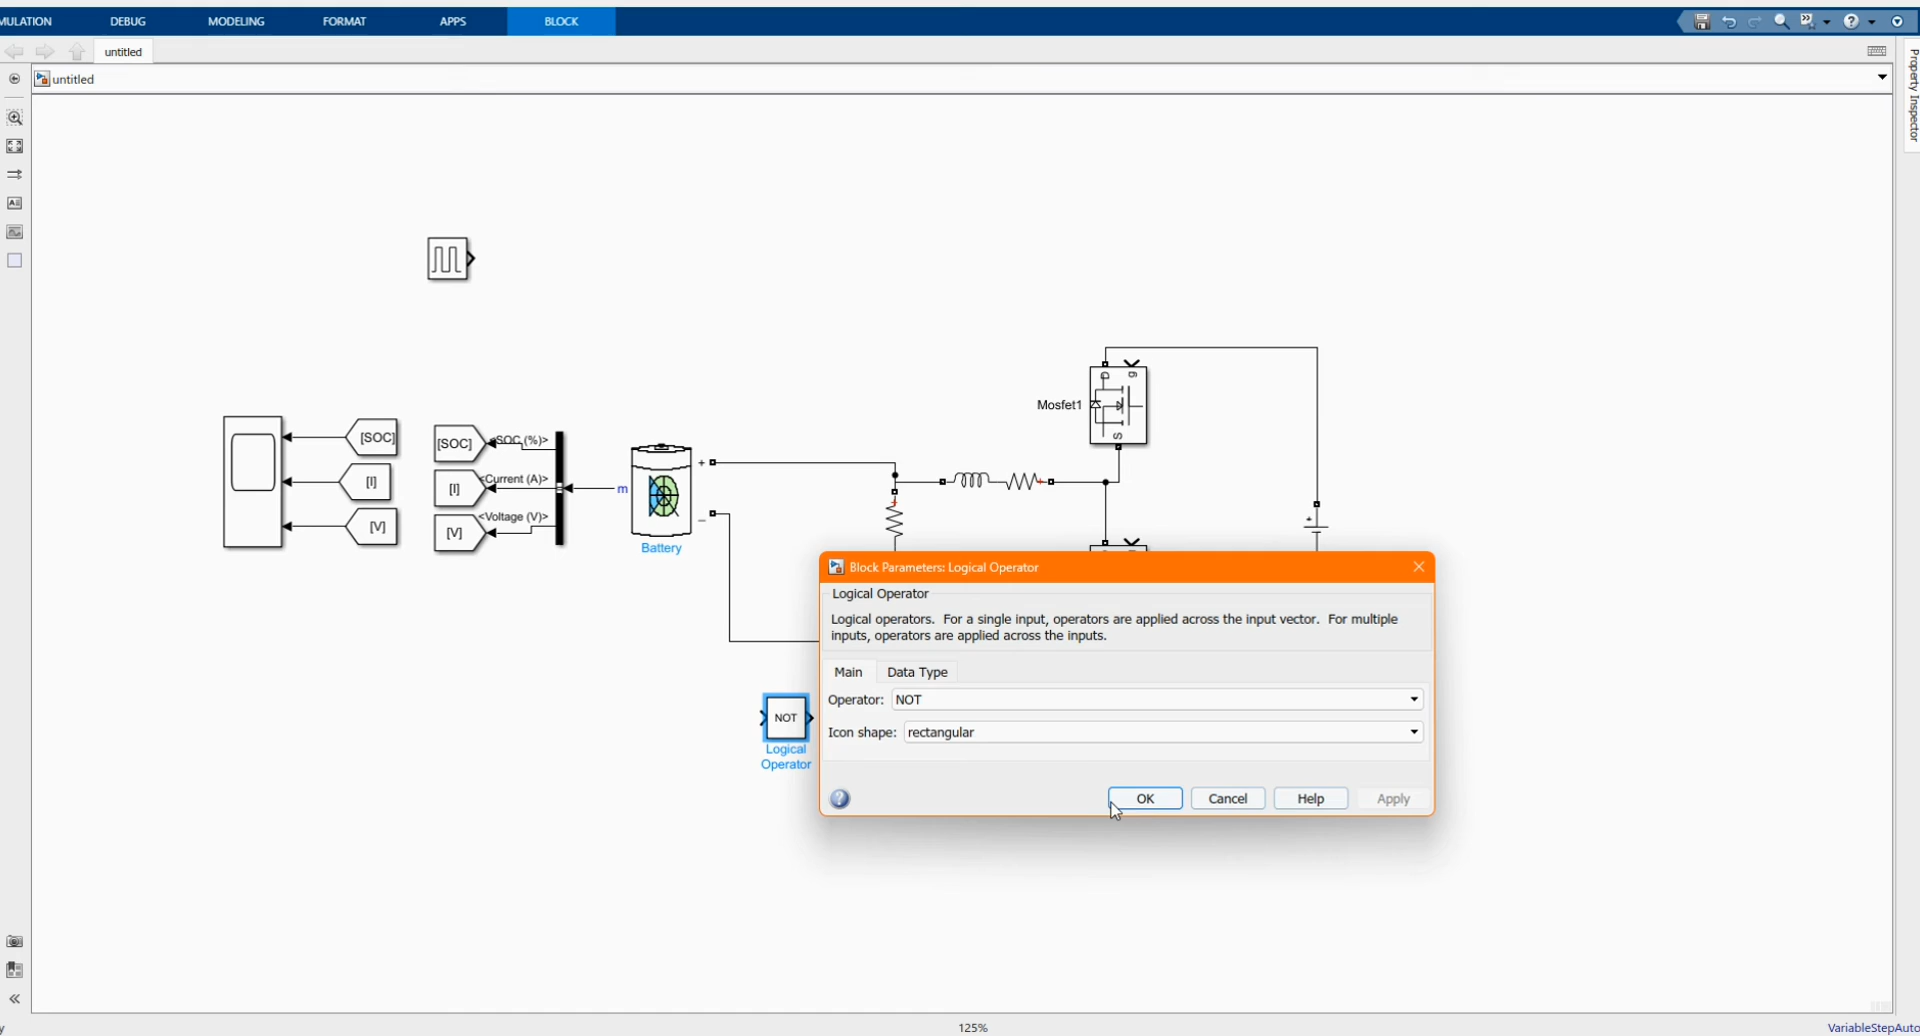 MULATION DEBUG MODELING FORMAT APPS BLOCK
untitled
untitled
Property Inspector
D g
Mosfet1
S
[SOC] [SOC] <SOC (%)>
[I] [I] <Current (A)> m
[V] [V] <Voltage (V)>
+
_
+
Battery
Block Parameters: Logical Operator
Logical Operator
Logical operators. For a single input, operators are applied across the input vector. For multiple
inputs, operators are applied across the inputs.
Main Data Type
Operator: NOT
Icon shape: rectangular
OK Cancel Help Apply
NOT
Logical
Operator
125%
VariableStepAuto